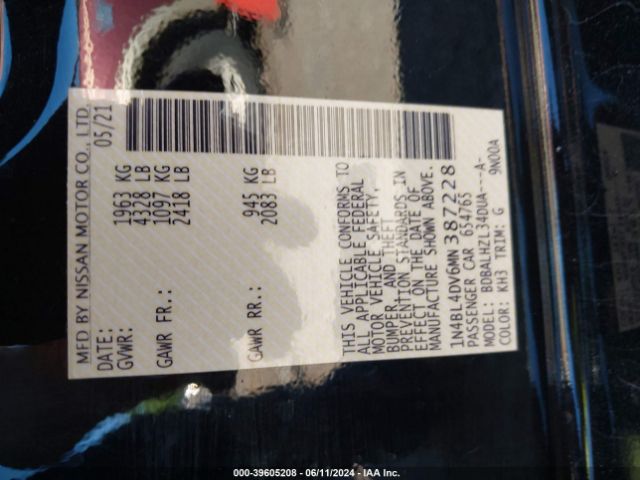 MFD BY NISSAN MOTOR CO., LTD.
DATE: 05/21
GVWR: 1963 KG
4328 LB
GAWR FR.: 1097 KG
2418 LB
GAWR RR.: 945 KG
2083 LB
THIS VEHICLE CONFORMS TO
ALL APPLICABLE FEDERAL
MOTOR VEHICLE SAFETY,
BUMPER AND THEFT
PREVENTION STANDARDS IN
EFFECT ON THE DATE OF
MANUFACTURE SHOWN ABOVE.
1N4BL4DV6MN387228
PASSENGER CAR 654765
MODEL: BDBALHZL34DUA---A-
COLOR: KH3 TRIM: G 9N00A
000-39605208 - 06/11/2024 - IAA Inc.